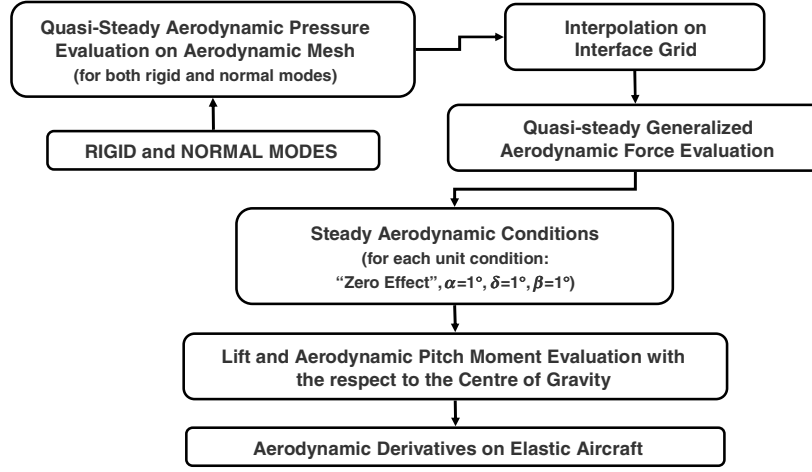 Quasi-Steady Aerodynamic Pressure
Evaluation on Aerodynamic Mesh
(for both rigid and normal modes)
Interpolation on
Interface Grid
RIGID and NORMAL MODES
Quasi-steady Generalized
Aerodynamic Force Evaluation
Steady Aerodynamic Conditions
(for each unit condition:
“Zero Effect”, α=1°, δ=1°, β=1°)
Lift and Aerodynamic Pitch Moment Evaluation with
the respect to the Centre of Gravity
Aerodynamic Derivatives on Elastic Aircraft